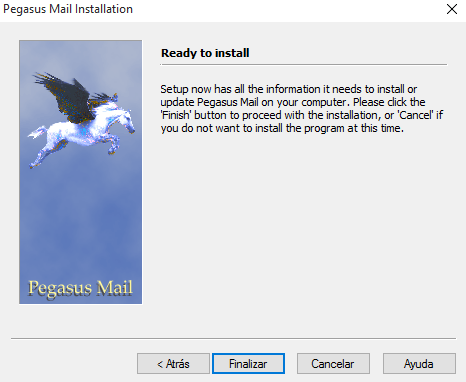 Pegasus Mail Installation
Ready to install
Setup now has all the information it needs to install or
update Pegasus Mail on your computer. Please click the
'Finish' button to proceed with the installation, or 'Cancel' if
you do not want to install the program at this time.
Pegasus Mail
< Atrás
Finalizar
Cancelar
Ayuda